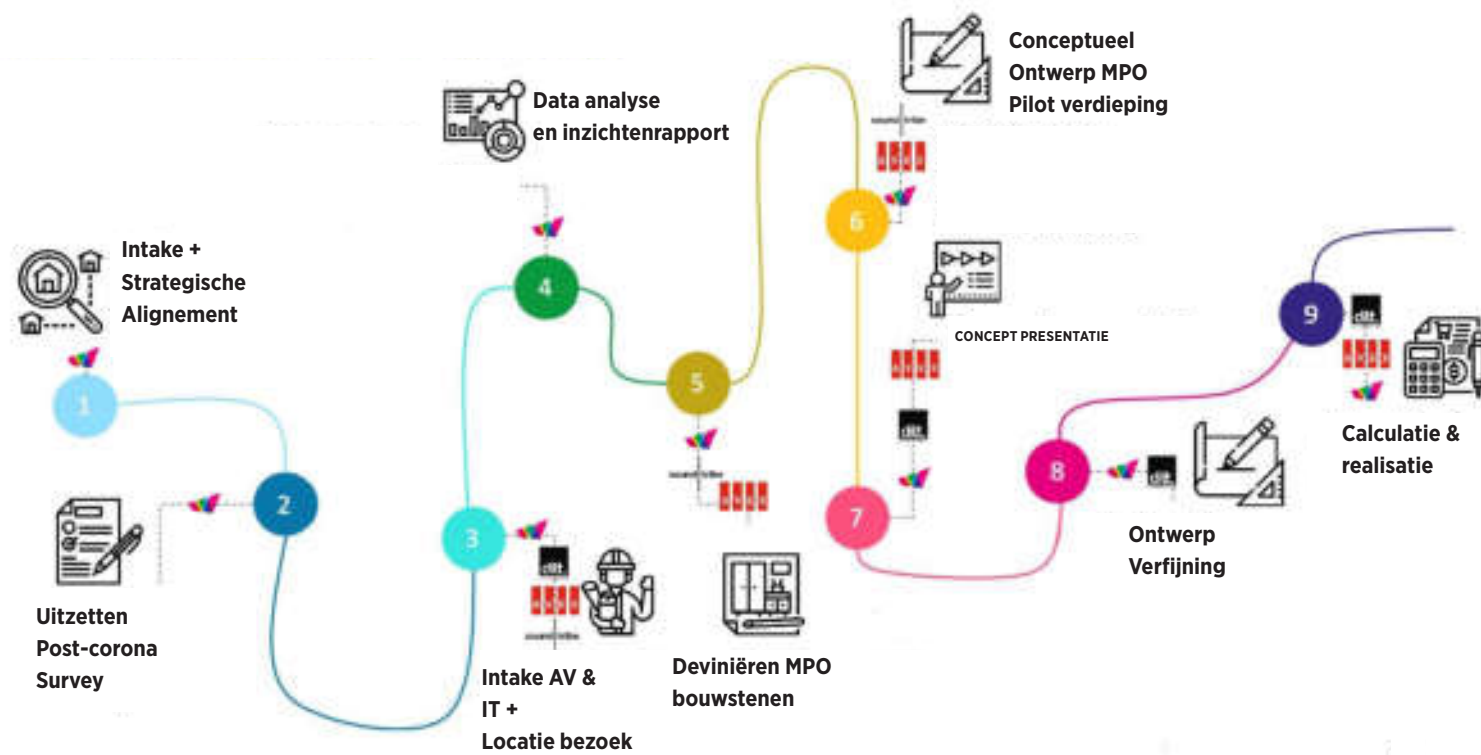 1
Intake +
Strategische
Alignement
2
Uitzetten
Post-corona
Survey
3
Intake AV &
IT +
Locatie bezoek
4
Data analyse
en inzichtenrapport
5
Deviniëren MPO
bouwstenen
6
Conceptueel
Ontwerp MPO
Pilot verdieping
7
CONCEPT PRESENTATIE
8
Ontwerp
Verfijning
9
Calculatie &
realisatie